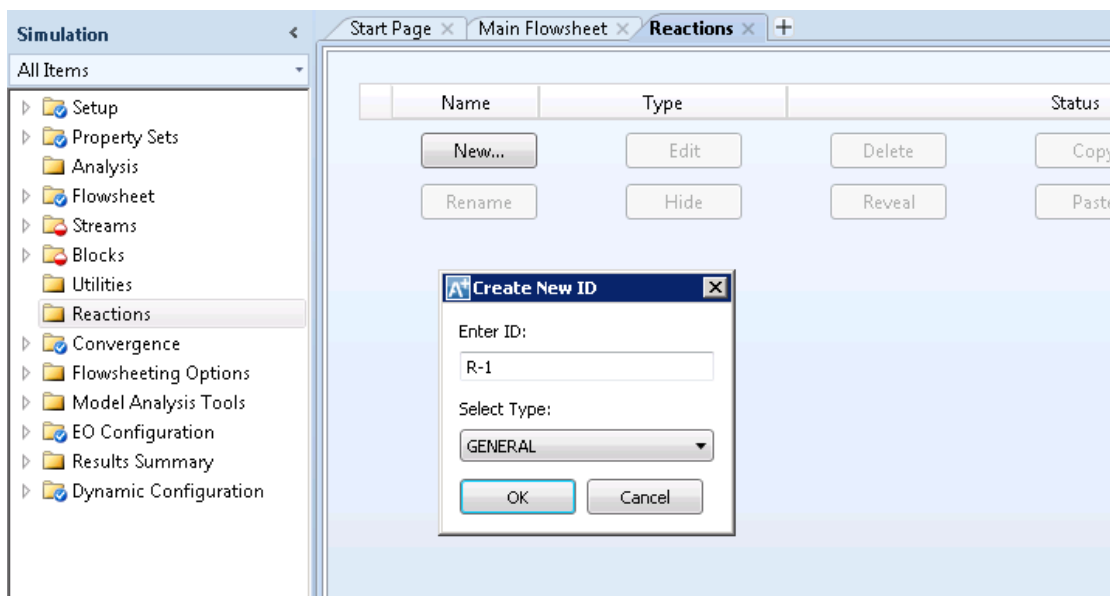 Simulation <
Start Page × Main Flowsheet × Reactions × +
All Items
Setup
Property Sets
Analysis
Flowsheet
Streams
Blocks
Utilities
Reactions
Convergence
Flowsheeting Options
Model Analysis Tools
EO Configuration
Results Summary
Dynamic Configuration
Name Type Status
New... Edit Delete Copy
Rename Hide Reveal Paste
A+ Create New ID
Enter ID:
R-1
Select Type:
GENERAL
OK Cancel